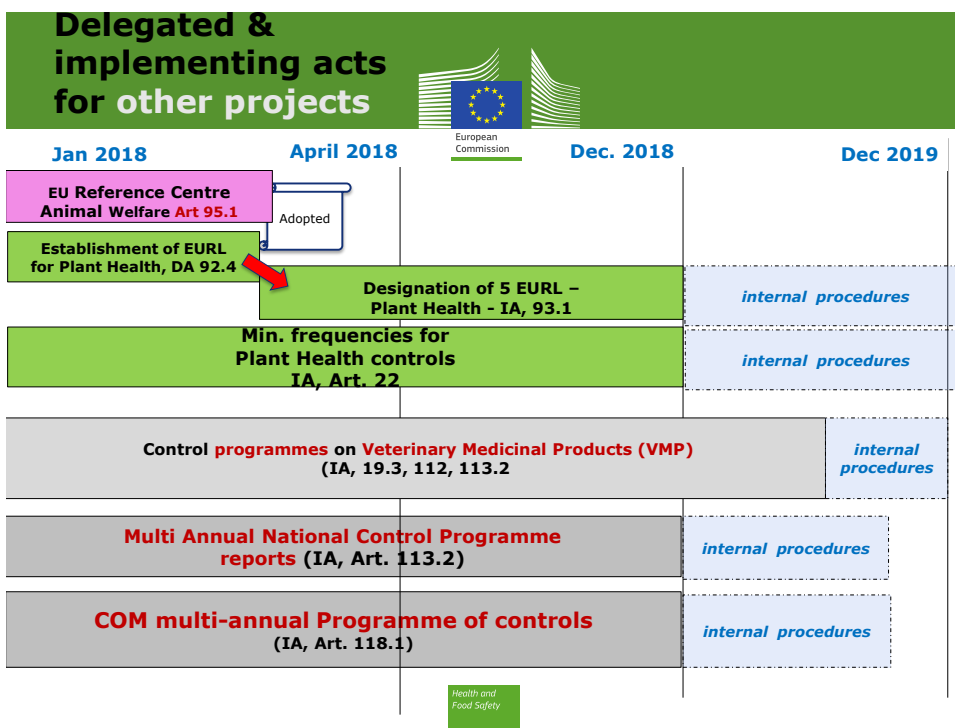 Delegated &
implementing acts
for other projects
European
Commission
Jan 2018
April 2018
Dec. 2018
Dec 2019
EU Reference Centre
Animal Welfare Art 95.1
Adopted
Establishment of EURL
for Plant Health, DA 92.4
Designation of 5 EURL –
Plant Health - IA, 93.1
internal procedures
Min. frequencies for
Plant Health controls
IA, Art. 22
internal procedures
Control programmes on Veterinary Medicinal Products (VMP)
(IA, 19.3, 112, 113.2
internal
procedures
Multi Annual National Control Programme
reports (IA, Art. 113.2)
internal procedures
COM multi-annual Programme of controls
(IA, Art. 118.1)
internal procedures
Health and
Food Safety